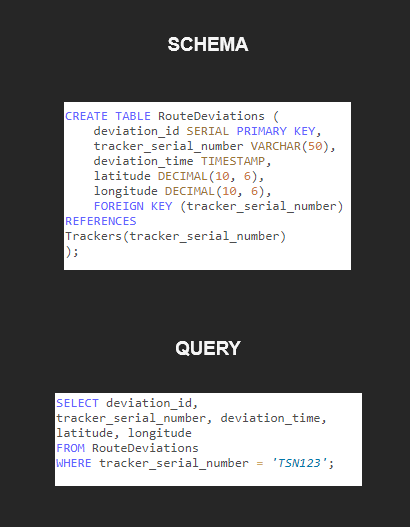 SCHEMA
CREATE TABLE RouteDeviations (
    deviation_id SERIAL PRIMARY KEY,
    tracker_serial_number VARCHAR(50),
    deviation_time TIMESTAMP,
    latitude DECIMAL(10, 6),
    longitude DECIMAL(10, 6),
    FOREIGN KEY (tracker_serial_number)
REFERENCES
Trackers(tracker_serial_number)
);
QUERY
SELECT deviation_id,
tracker_serial_number, deviation_time,
latitude, longitude
FROM RouteDeviations
WHERE tracker_serial_number = 'TSN123';